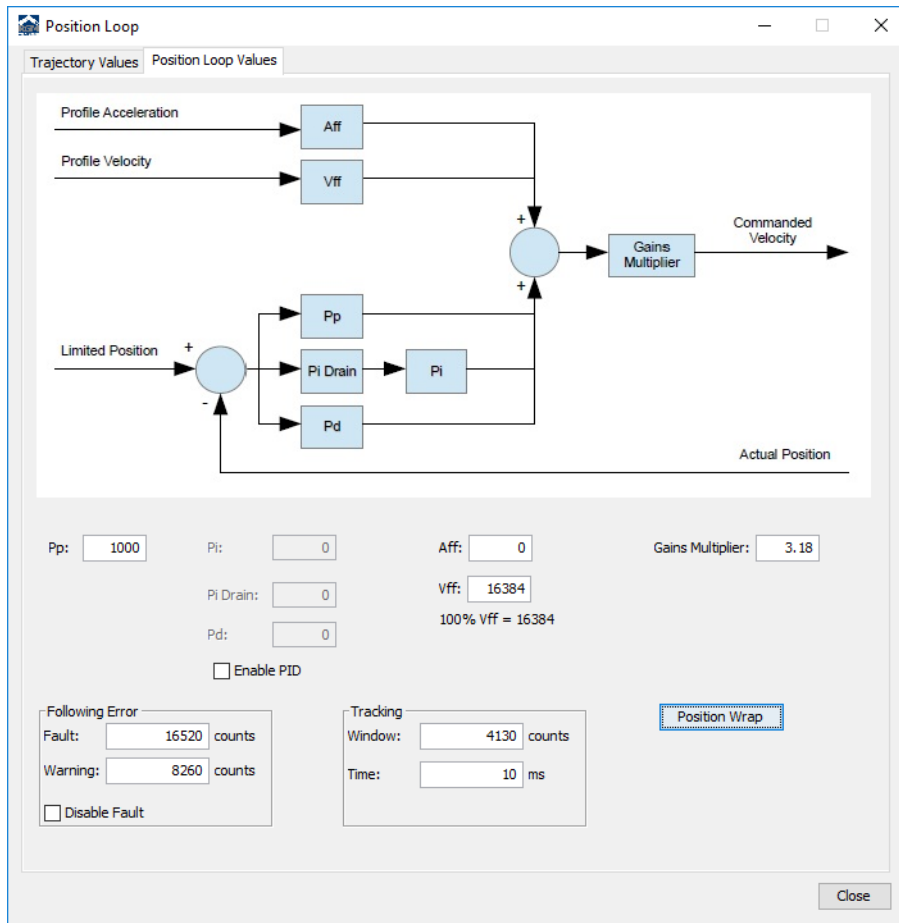 Position Loop
Trajectory Values
Position Loop Values
Profile Acceleration
Aff
Profile Velocity
Vff
+
Commanded
Velocity
Gains
Multiplier
+
Pp
Limited Position
+
Pi Drain
Pi
-
Pd
Actual Position
Pp: 1000
Pi: 0
Aff: 0
Gains Multiplier: 3.18
Pi Drain: 0
Vff: 16384
100% Vff = 16384
Pd: 0
Enable PID
Following Error
Fault: 16520 counts
Warning: 8260 counts
Disable Fault
Tracking
Window: 4130 counts
Time: 10 ms
Position Wrap
Close